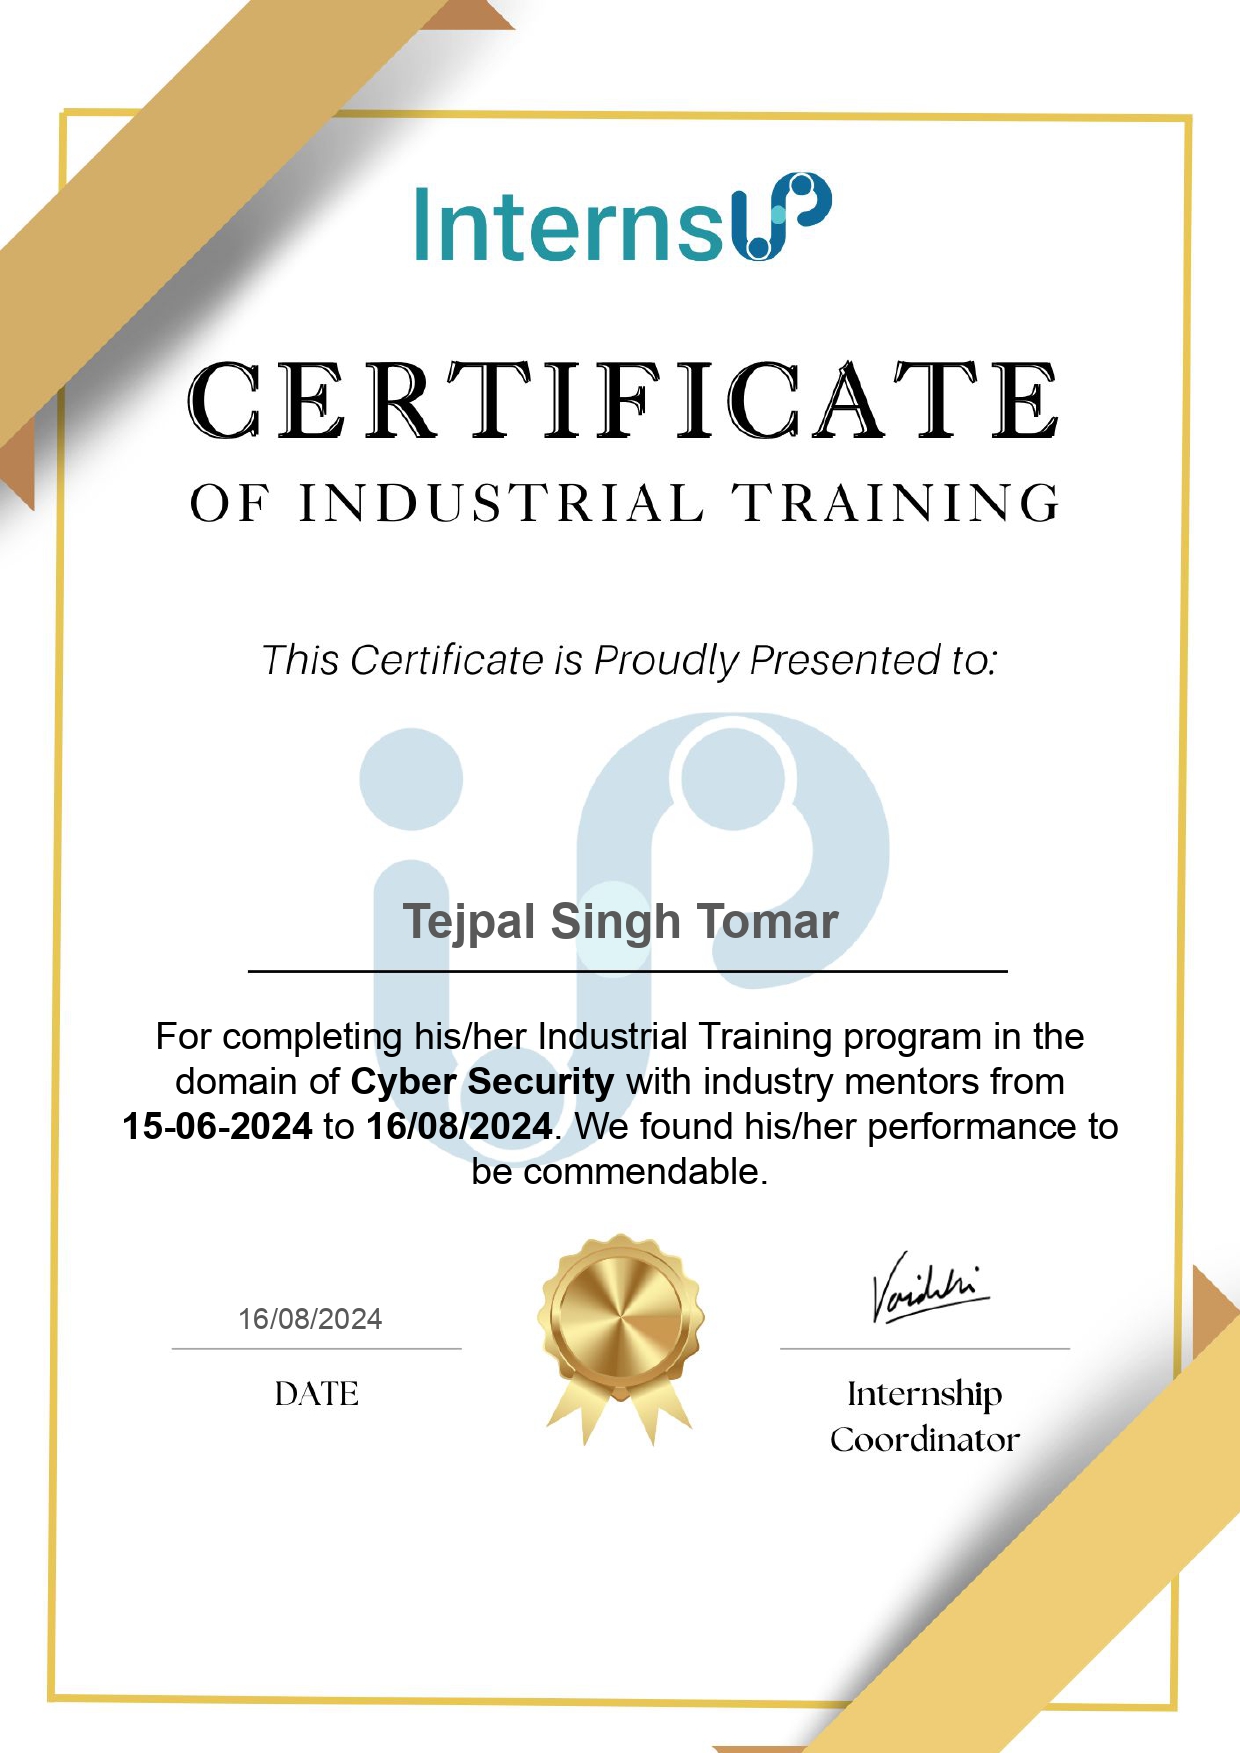 InternsUP
CERTIFICATE
OF INDUSTRIAL TRAINING
This Certificate is Proudly Presented to:
Tejpal Singh Tomar
For completing his/her Industrial Training program in the
domain of Cyber Security with industry mentors from
15-06-2024 to 16/08/2024. We found his/her performance to
be commendable.
16/08/2024
DATE
Vaidehi
Internship
Coordinator